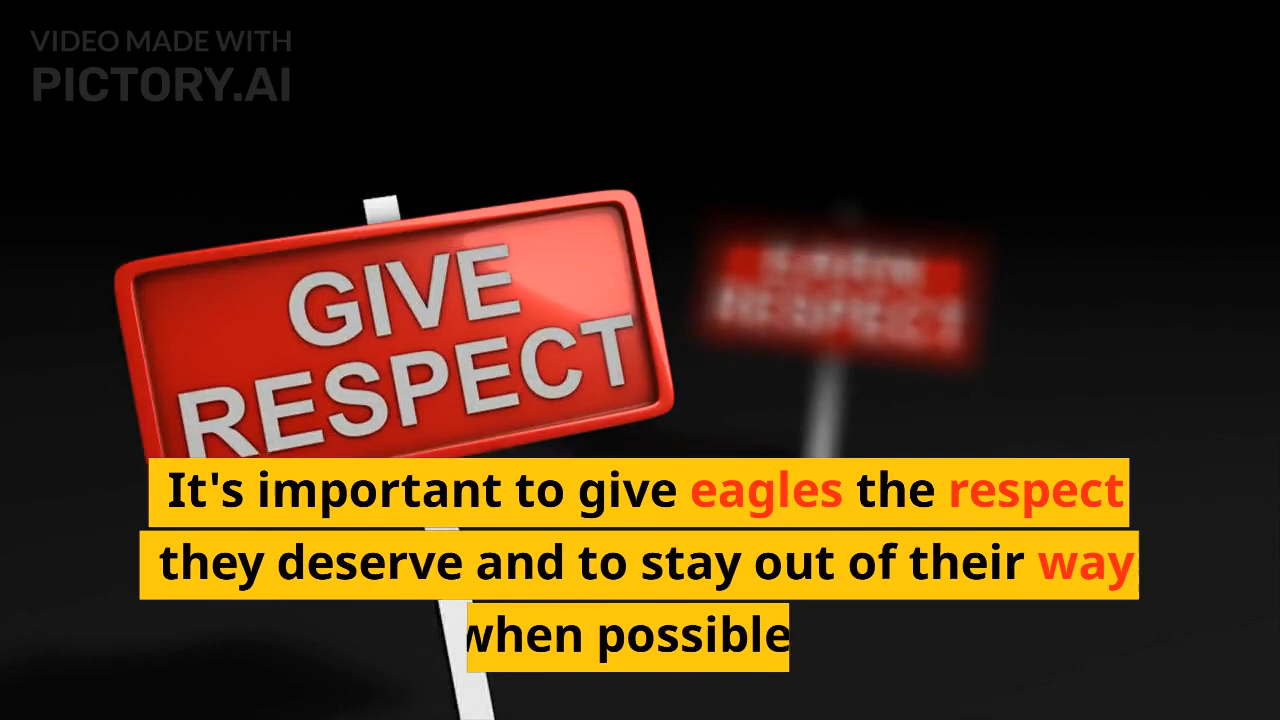 VIDEO MADE WITH
PICTORY.AI
GIVE
RESPECT
RESPECT
It's important to give eagles the respect
they deserve and to stay out of their way
when possible